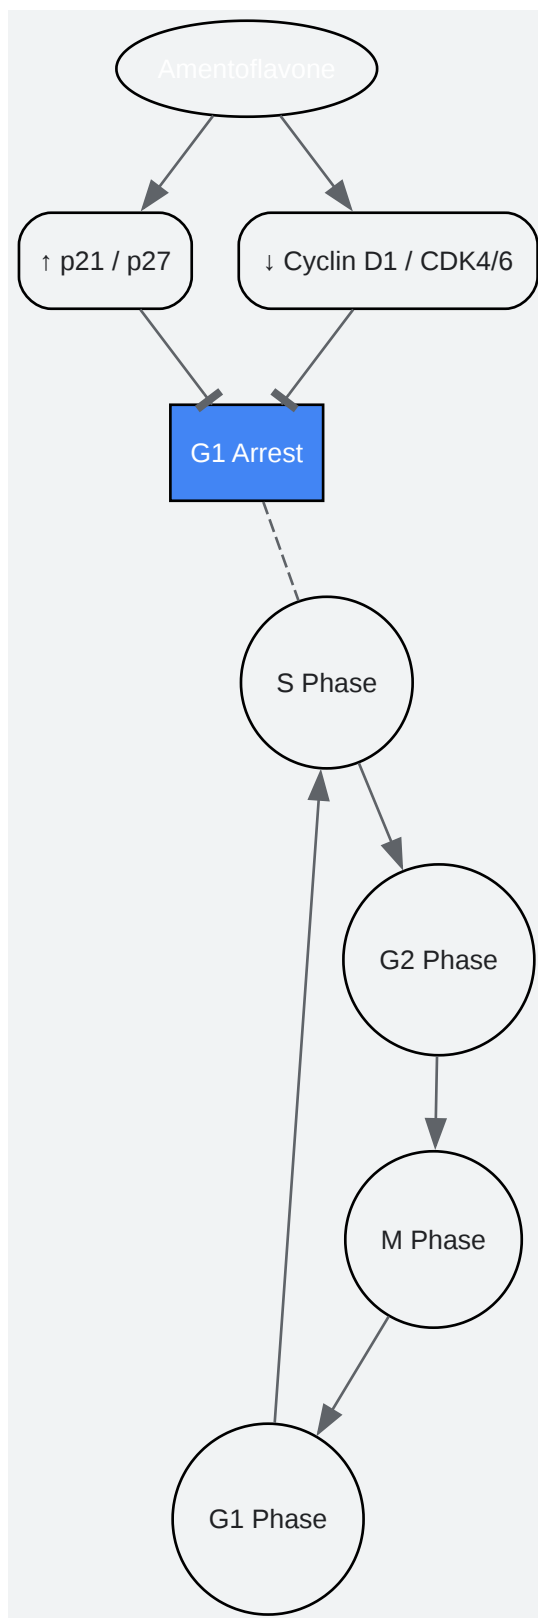 Amentoflavone
↑ p21 / p27
↓ Cyclin D1 / CDK4/6
G1 Arrest
S Phase
G2 Phase
M Phase
G1 Phase